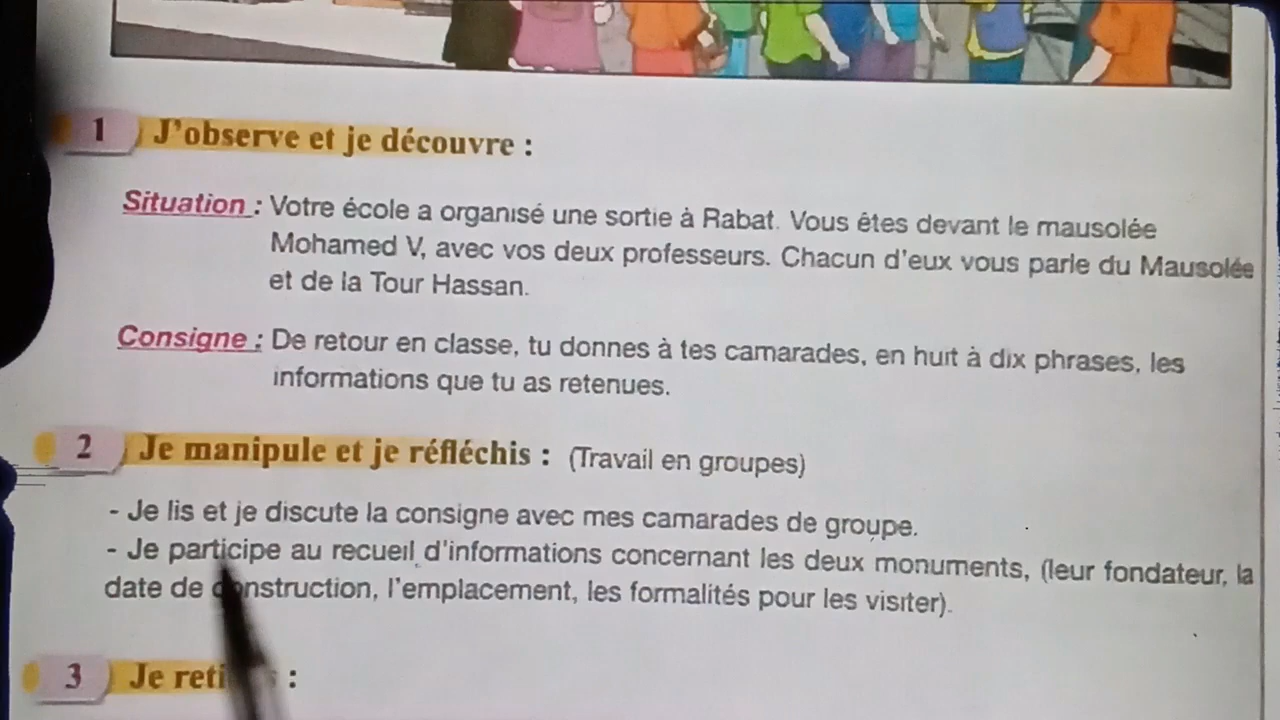 1 J'observe et je découvre :
Situation : Votre école a organisé une sortie à Rabat. Vous êtes devant le mausolée
Mohamed V, avec vos deux professeurs. Chacun d'eux vous parle du Mausolée
et de la Tour Hassan.
Consigne : De retour en classe, tu donnes à tes camarades, en huit à dix phrases, les
informations que tu as retenues.
2 Je manipule et je réfléchis : (Travail en groupes)
- Je lis et je discute la consigne avec mes camarades de groupe.
- Je participe au recueil d'informations concernant les deux monuments, (leur fondateur, la
date de construction, l'emplacement, les formalités pour les visiter).
3 Je :